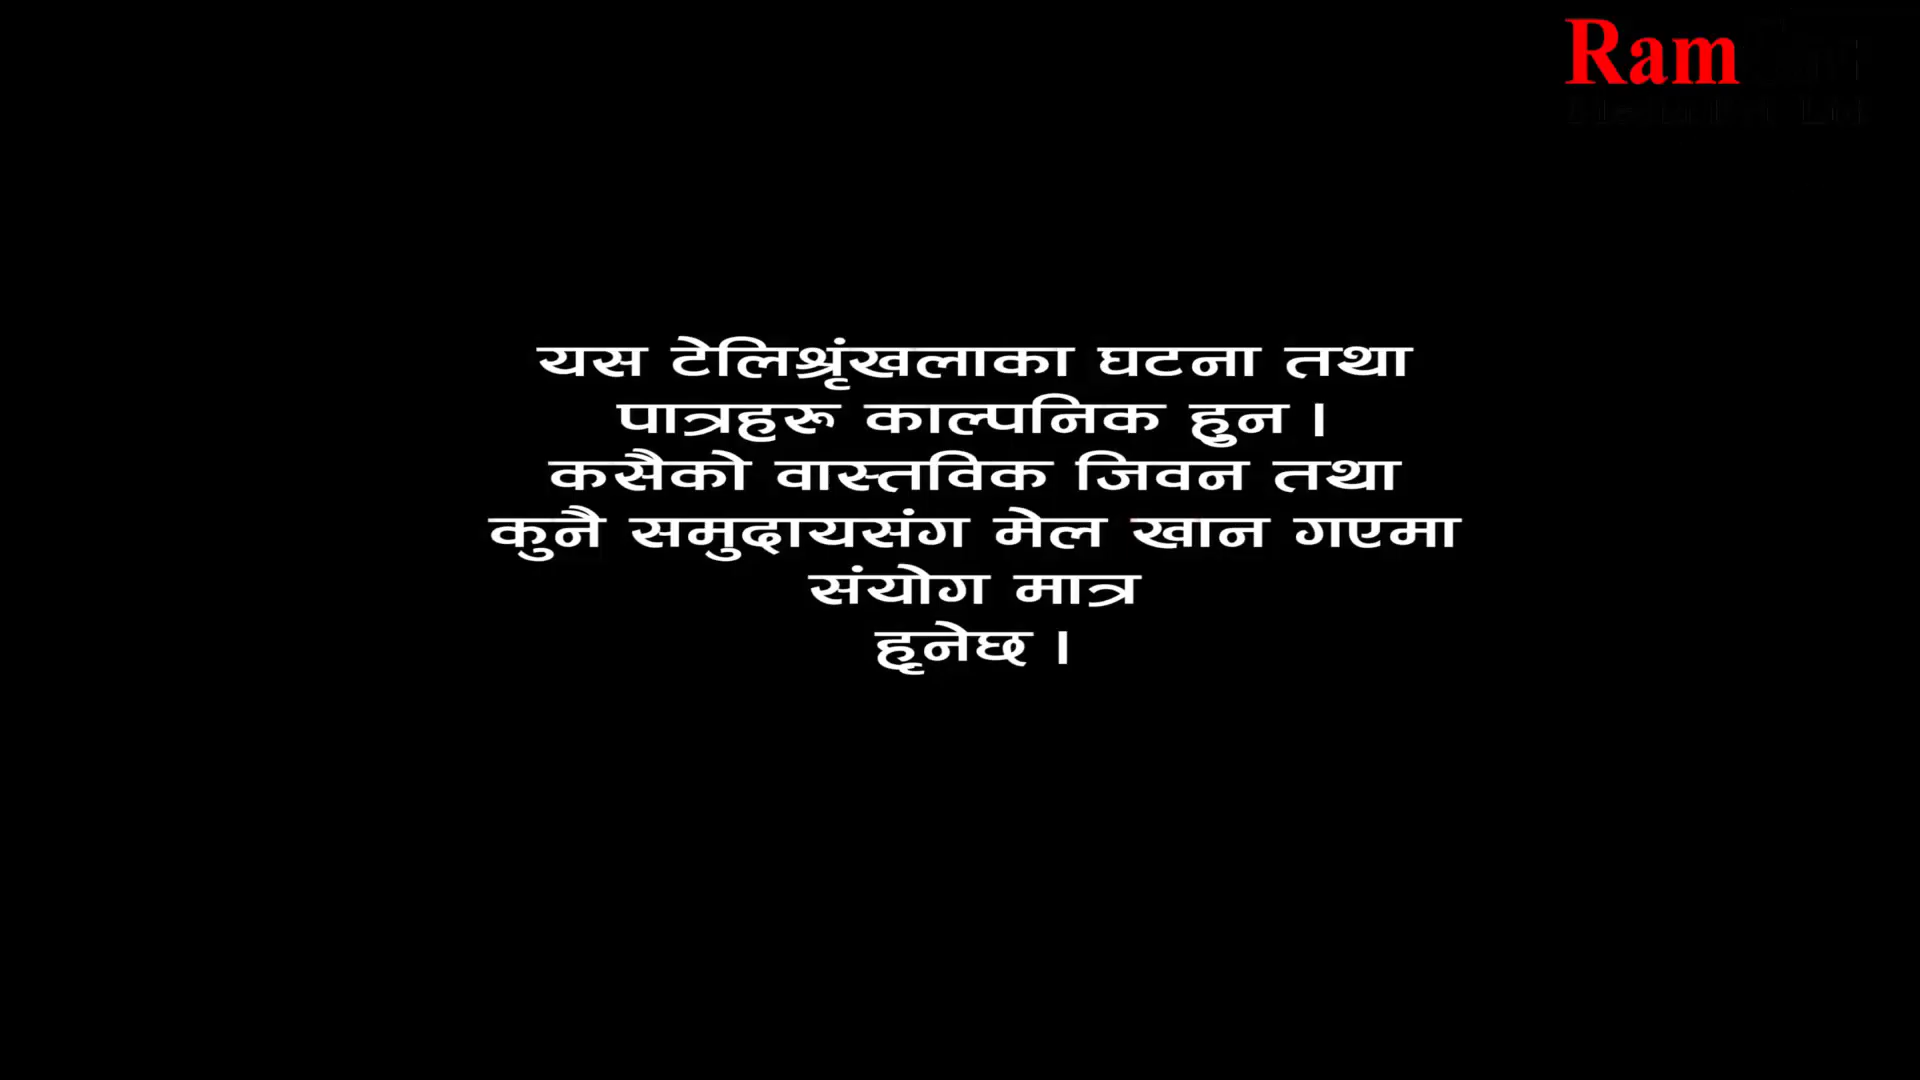 Ram
यस टेलिश्रृंखलाका घटना तथा
पात्रहरू काल्पनिक हुन ।
कसैको वास्तविक जिवन तथा
कुनै समुदायसंग मेल खान गएमा
संयोग मात्र
हृनेछ ।